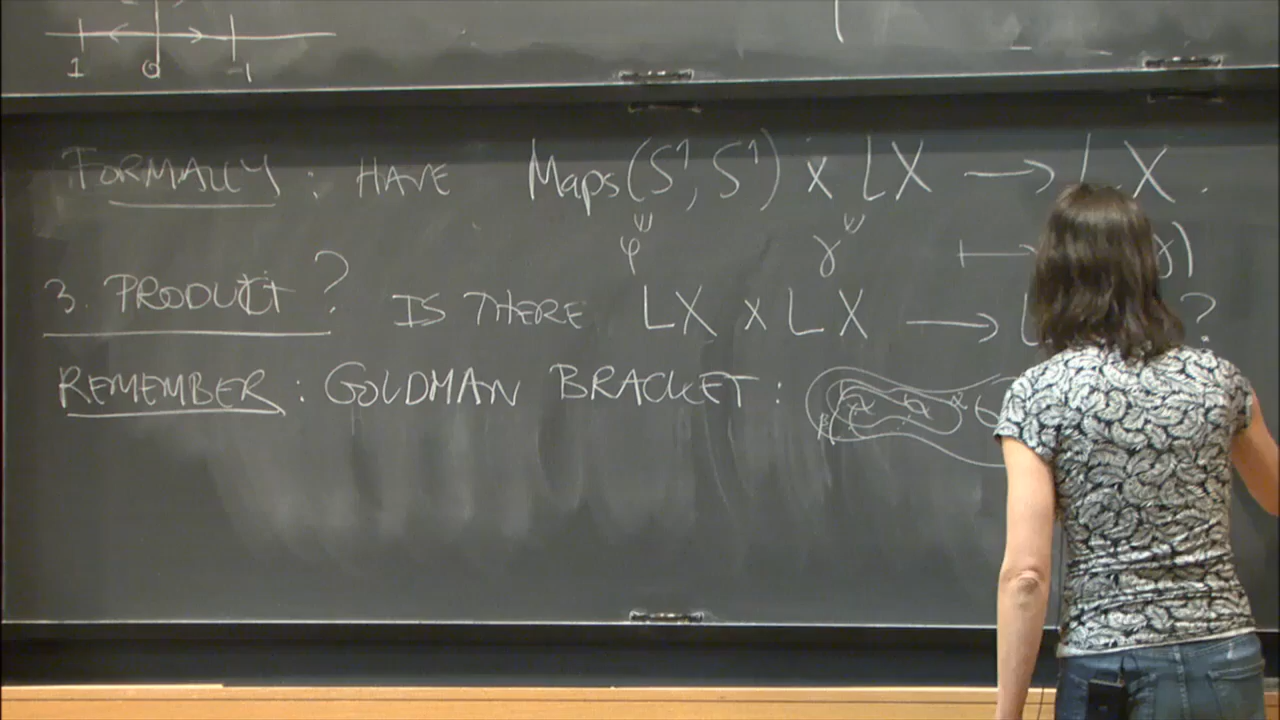 1 0 -1
FORMALLY : HAVE Maps(S¹, S¹) x LX → LX.
φ γ ↦ γ)
3. PRODUCT? IS THERE LX x LX → L ?
REMEMBER : GOLDMAN BRACKET :